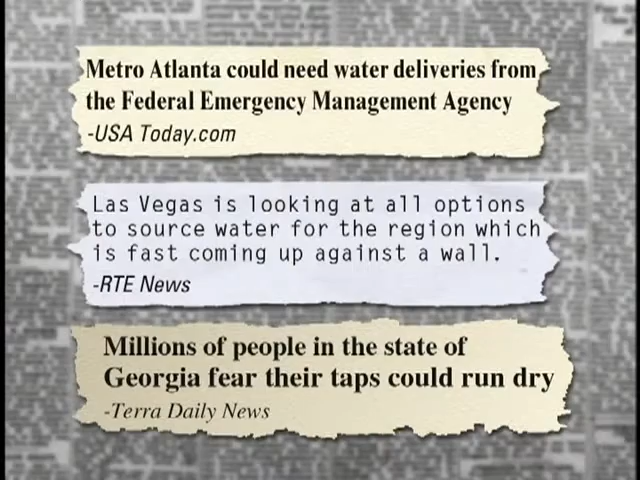 Metro Atlanta could need water deliveries from
the Federal Emergency Management Agency
-USA Today.com
Las Vegas is looking at all options
to source water for the region which
is fast coming up against a wall.
-RTE News
Millions of people in the state of
Georgia fear their taps could run dry
-Terra Daily News